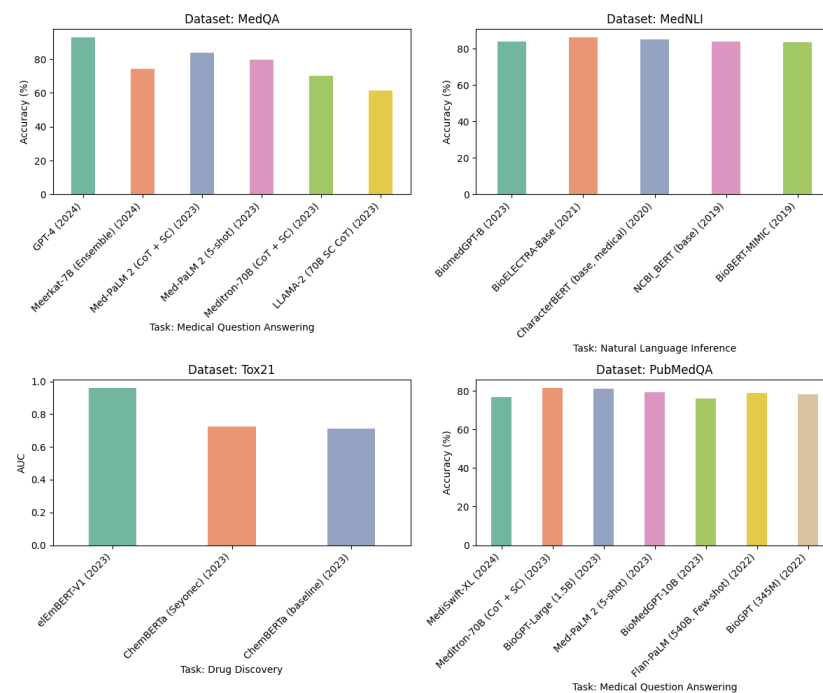 Dataset: MedQA
Accuracy (%)
80
60
40
20
0
GPT-4 (2024)
Meerkat-7B (Ensemble) (2024)
Med-PaLM 2 (CoT + SC) (2023)
Med-PaLM 2 (5-shot) (2023)
Meditron-70B (CoT + SC) (2023)
LLAMA-2 (70B SC CoT) (2023)
Task: Medical Question Answering
Dataset: MedNLI
Accuracy (%)
80
60
40
20
0
BiomedGPT-B (2023)
BioELECTRA-Base (2021)
CharacterBERT (base, medical) (2020)
NCBI_BERT (base) (2019)
BioBERT-MIMIC (2019)
Task: Natural Language Inference
Dataset: Tox21
AUC
1.0
0.8
0.6
0.4
0.2
0.0
elEmBERT-V1 (2023)
ChemBERTa (Seyonec) (2023)
ChemBERTa (baseline) (2023)
Task: Drug Discovery
Dataset: PubMedQA
Accuracy (%)
80
60
40
20
0
MediSwift-XL (2024)
Meditron-70B (CoT + SC) (2023)
BioGPT-Large (1.5B) (2023)
Med-PaLM 2 (5-shot) (2023)
BioMedGPT-10B (2023)
Flan-PaLM (540B, Few-shot) (2022)
BioGPT (345M) (2022)
Task: Medical Question Answering